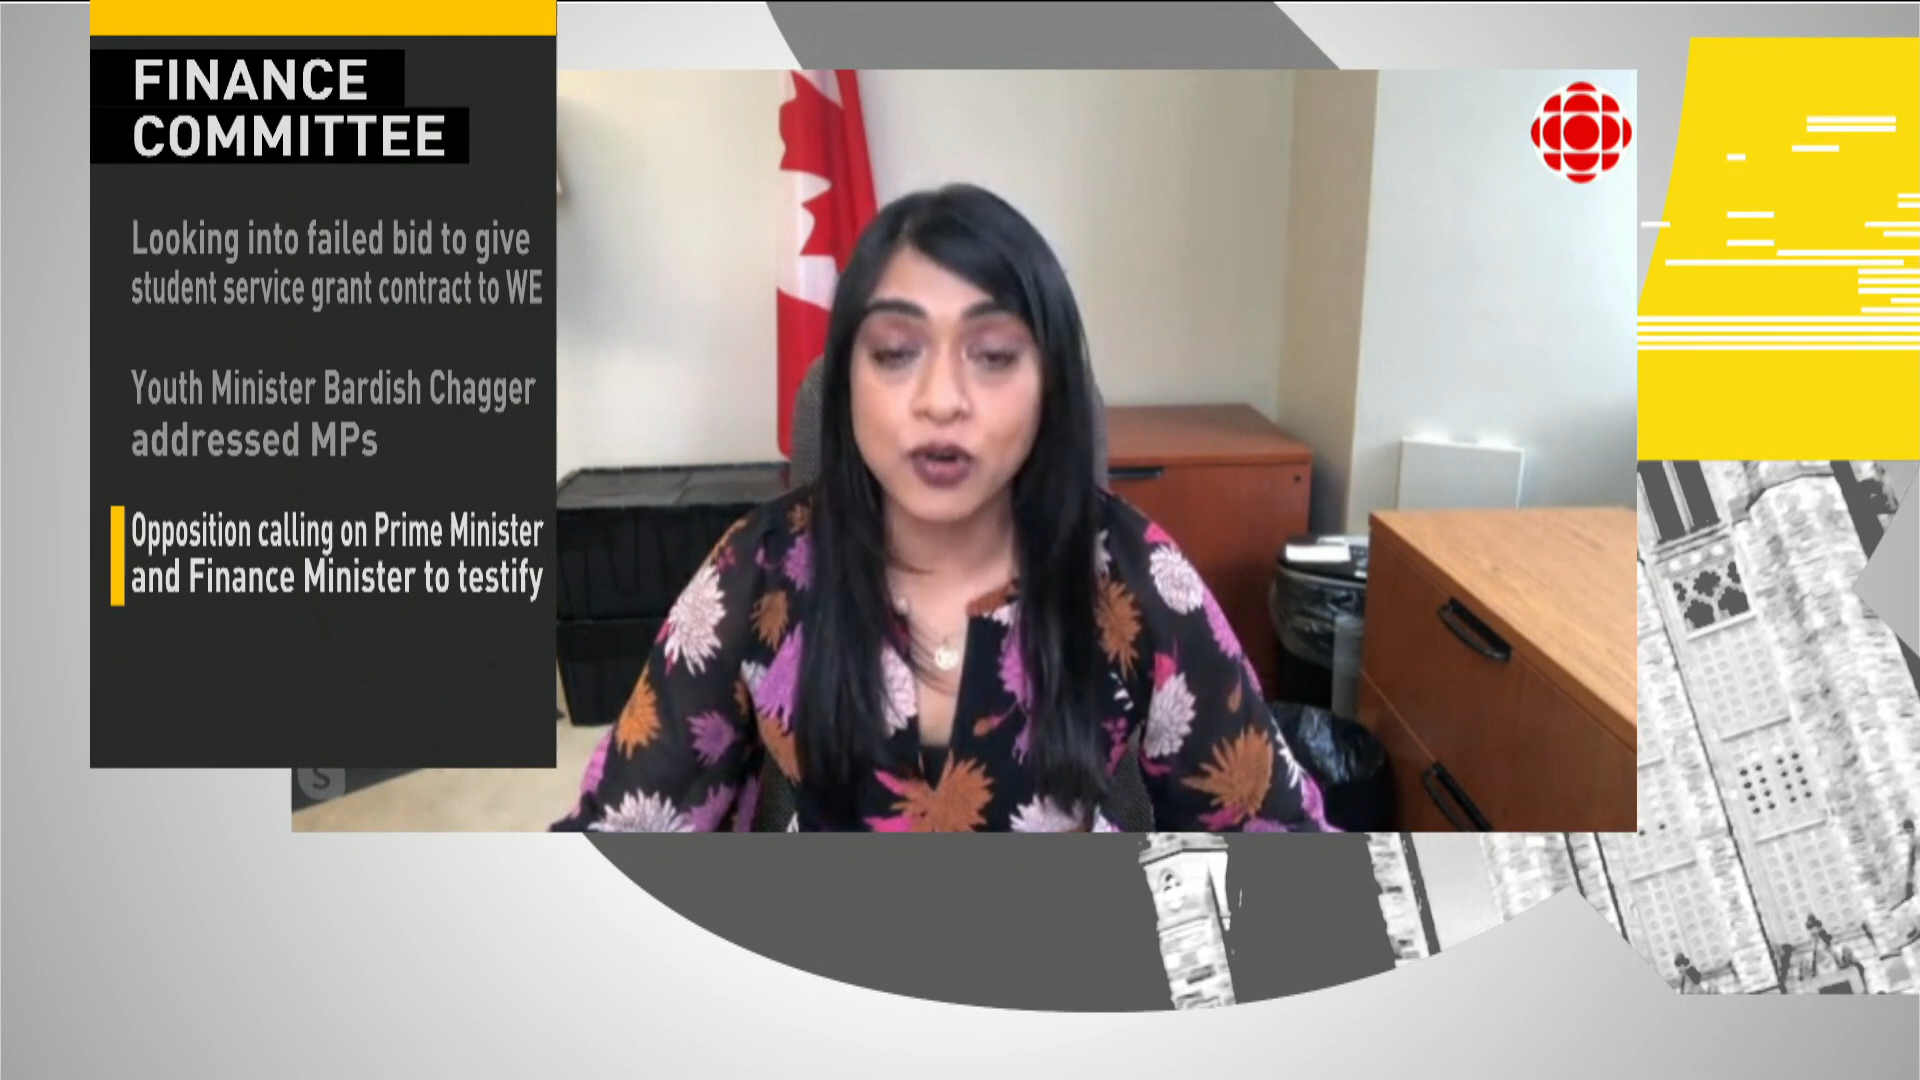 FINANCE
COMMITTEE
Looking into failed bid to give
student service grant contract to WE
Youth Minister Bardish Chagger
addressed MPs
Opposition calling on Prime Minister
and Finance Minister to testify
S